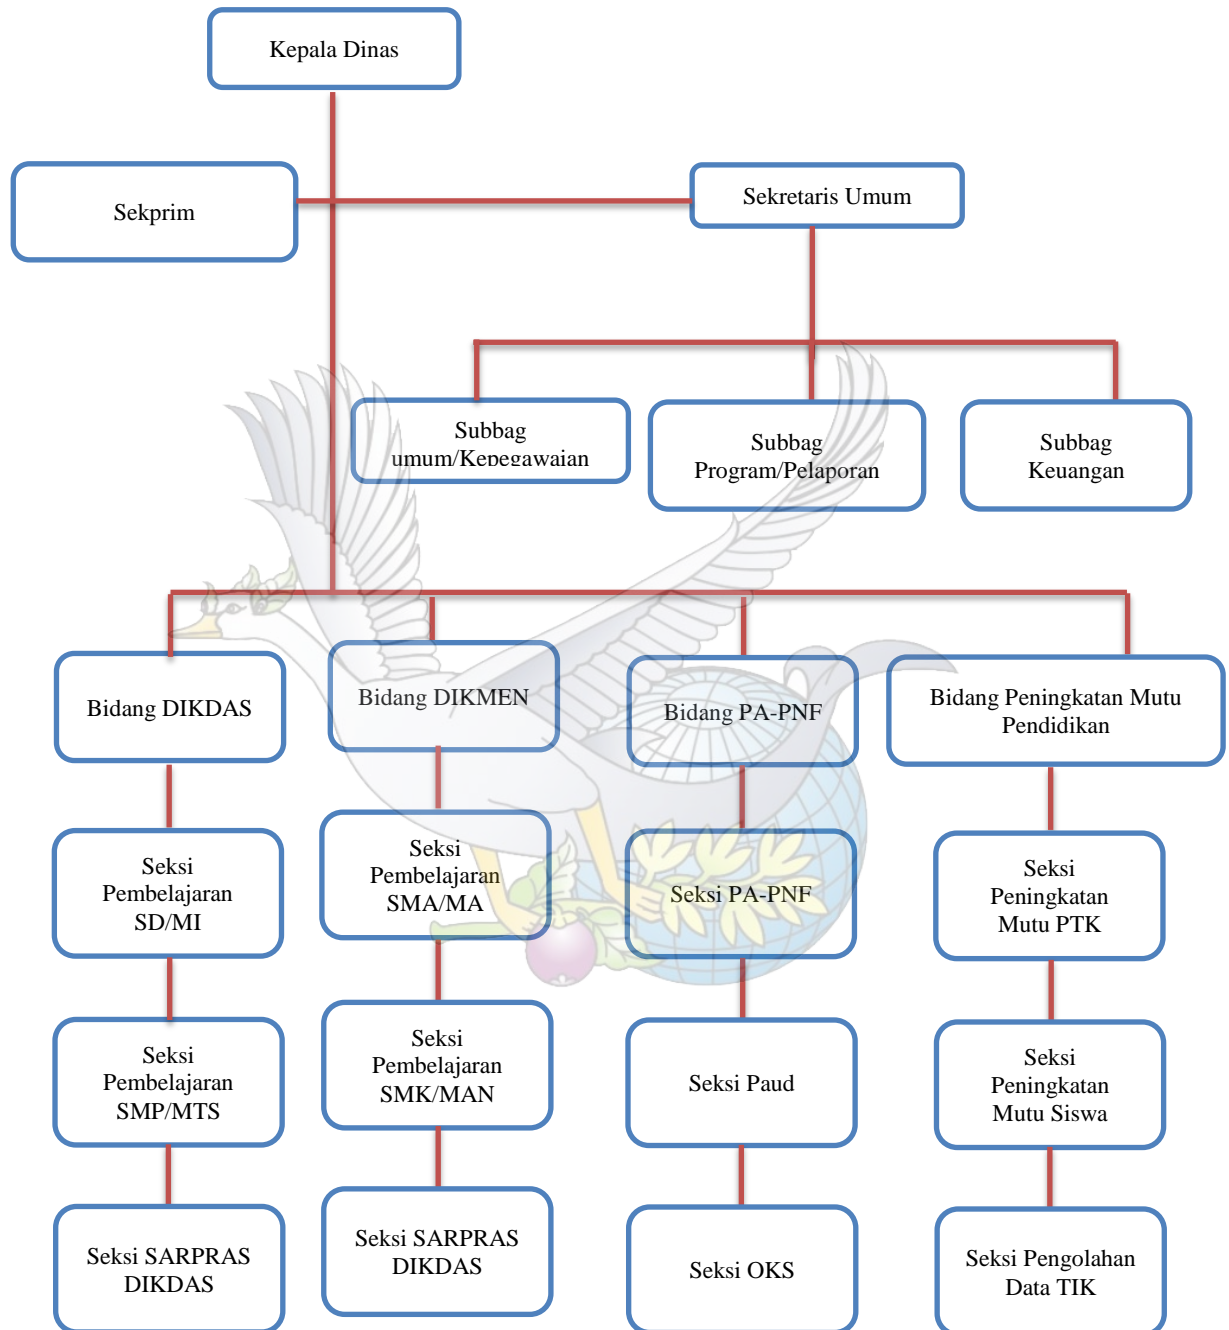 Kepala Dinas
Sekprim
Sekretaris Umum
Subbag
umum/Kepegawaian
Subbag
Program/Pelaporan
Subbag
Keuangan
Bidang DIKDAS
Bidang DIKMEN
Bidang PA-PNF
Bidang Peningkatan Mutu
Pendidikan
Seksi
Pembelajaran
SD/MI
Seksi
Pembelajaran
SMA/MA
Seksi PA-PNF
Seksi
Peningkatan
Mutu PTK
Seksi
Pembelajaran
SMP/MTS
Seksi
Pembelajaran
SMK/MAN
Seksi Paud
Seksi
Peningkatan
Mutu Siswa
Seksi SARPRAS
DIKDAS
Seksi SARPRAS
DIKDAS
Seksi OKS
Seksi Pengolahan
Data TIK